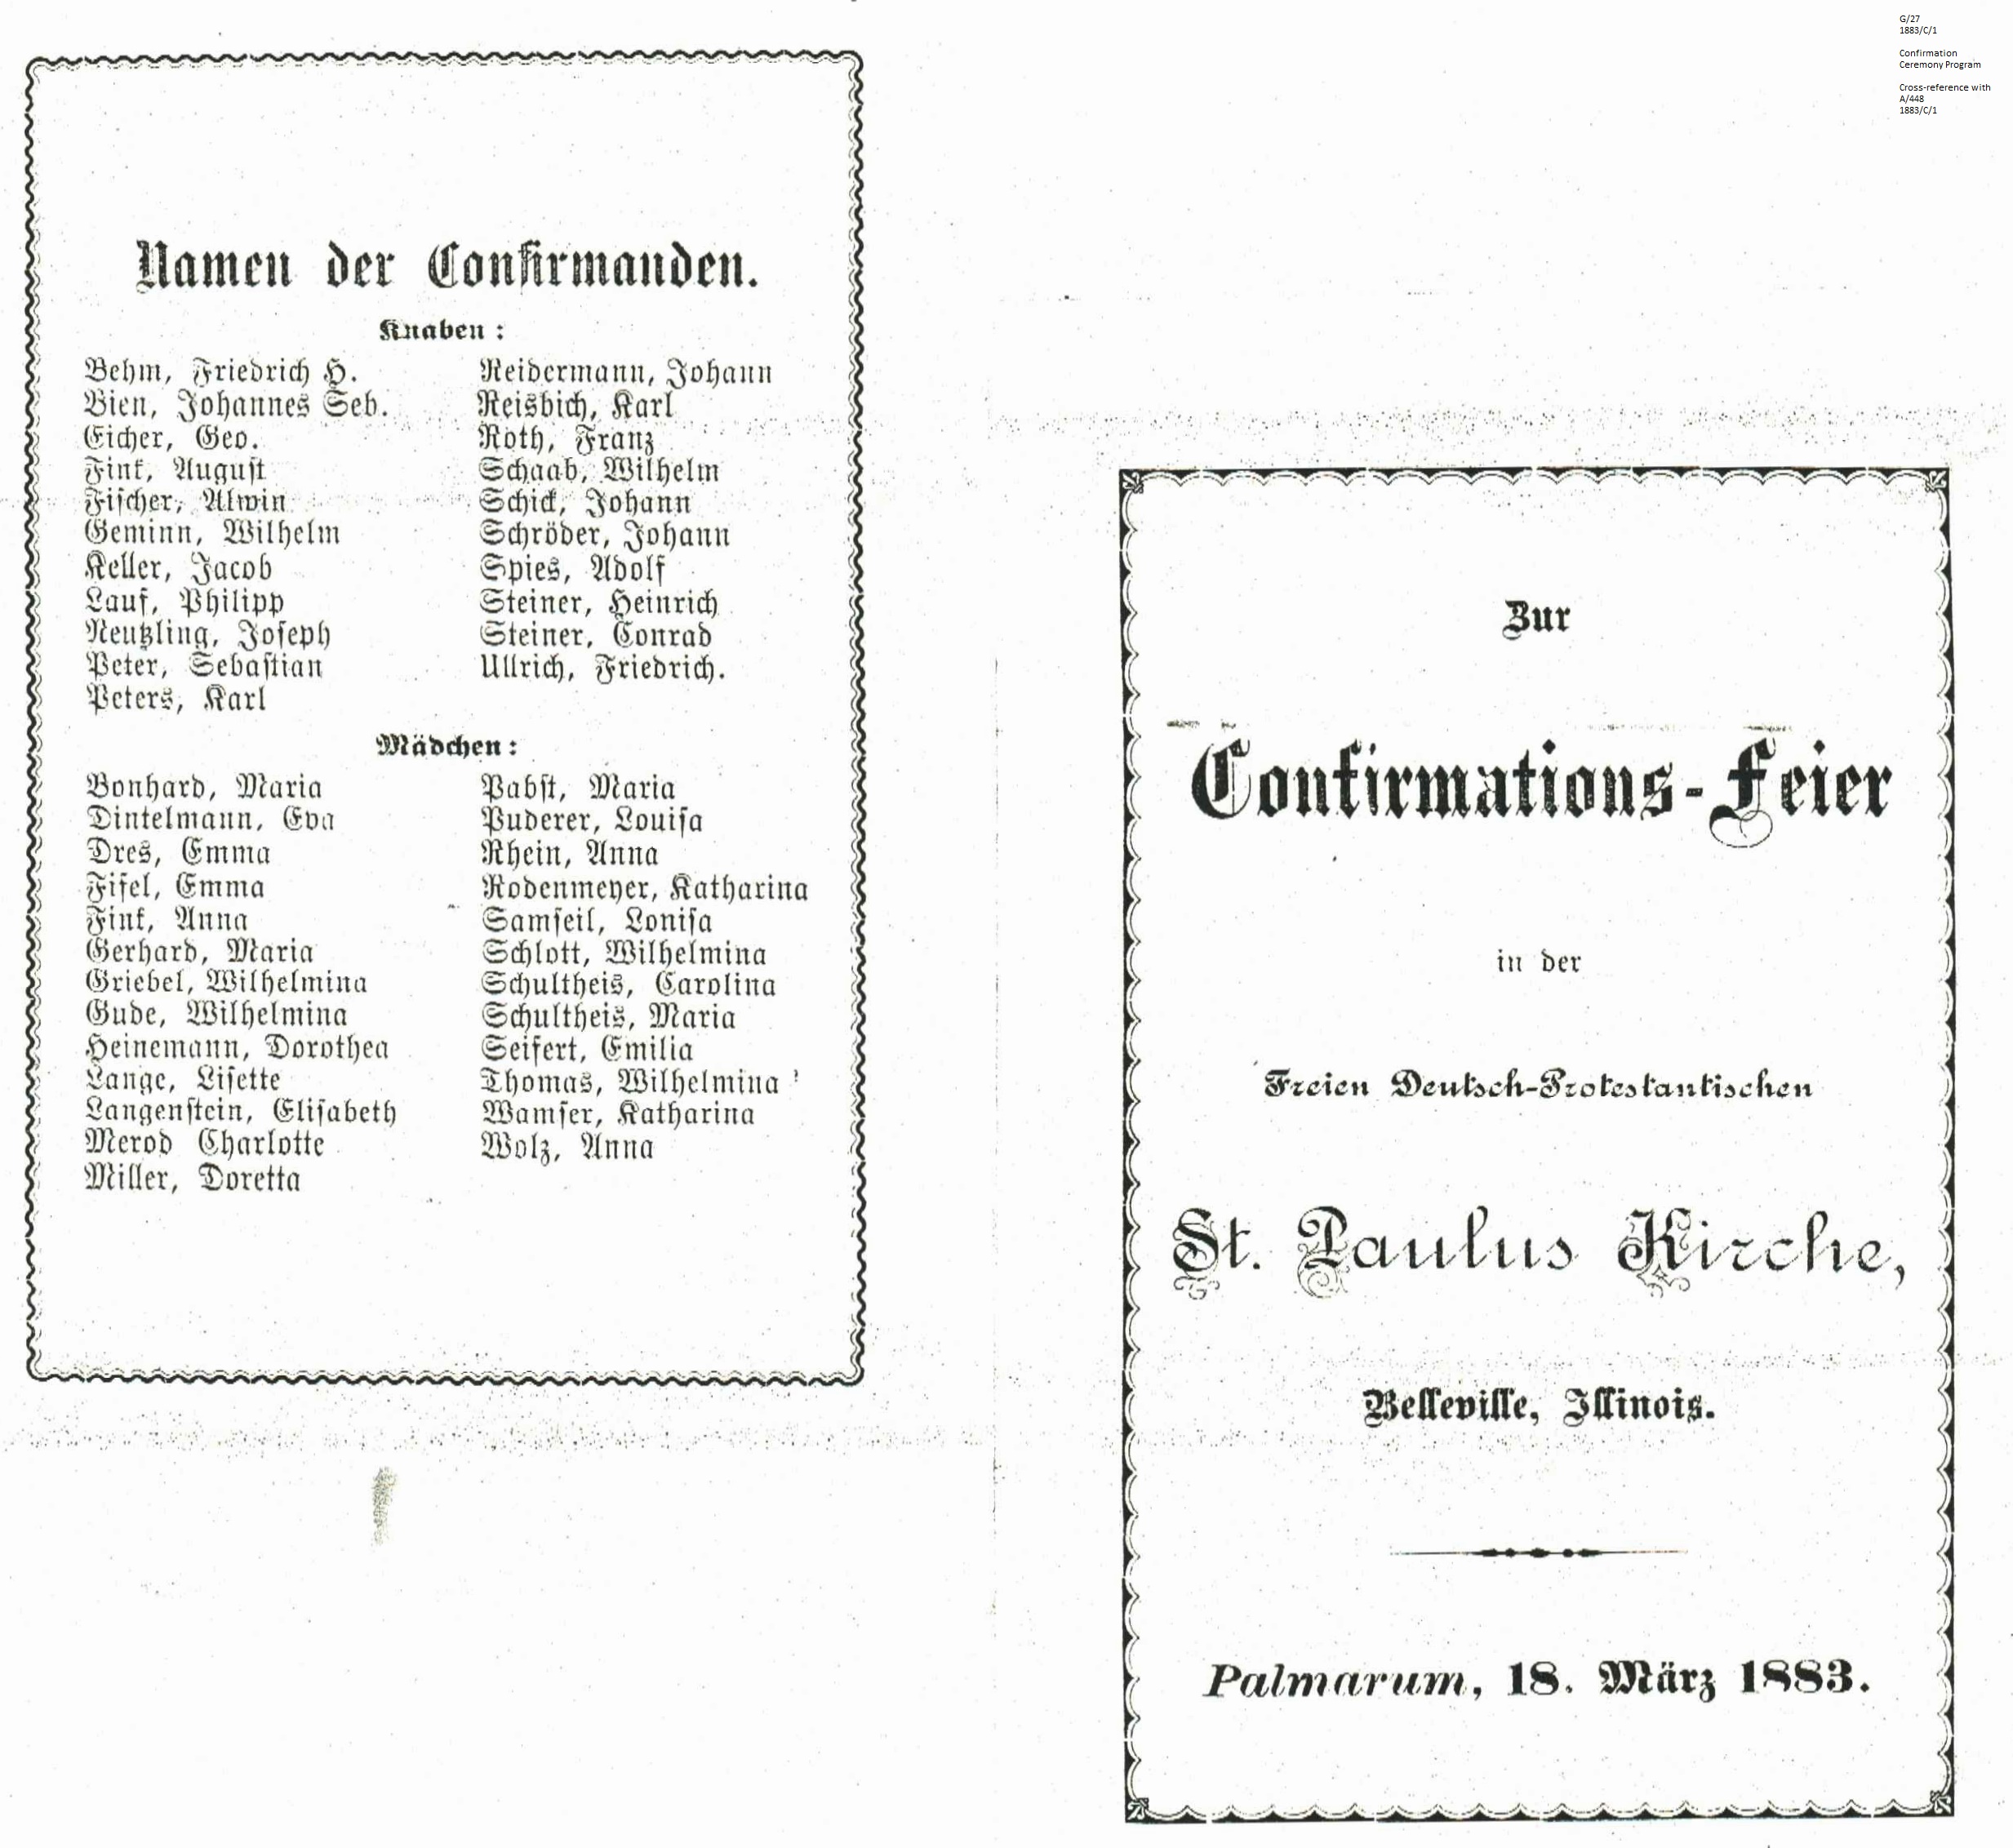 G/27
1883/C/1
Confirmation
Ceremony Program
Cross-reference with
A/448
1883/C/1
Namen der Confirmanden.
Knaben :
Behm, Friedrich H.
Bien, Johannes Seb.
Eicher, Geo.
Fink, August
Fischer, Alwin
Geminn, Wilhelm
Keller, Jacob
Lauf, Philipp
Neutzling, Joseph
Peter, Sebastian
Peters, Karl
Reidermann, Johann
Reisbich, Karl
Roth, Franz
Schaab, Wilhelm
Schick, Johann
Schröder, Johann
Spies, Adolf
Steiner, Heinrich
Steiner, Conrad
Ullrich, Friedrich.
Mädchen :
Bonhard, Maria
Dintelmann, Eva
Dres, Emma
Fisel, Emma
Fink, Anna
Gerhard, Maria
Griebel, Wilhelmina
Gude, Wilhelmina
Heinemann, Dorothea
Lange, Lisette
Langenstein, Elisabeth
Merod Charlotte
Miller, Doretta
Pabst, Maria
Puderer, Louisa
Rhein, Anna
Rodenmeyer, Katharina
Samseil, Lonisa
Schlott, Wilhelmina
Schultheis, Carolina
Schultheis, Maria
Seifert, Emilia
Thomas, Wilhelmina
Wamser, Katharina
Wolz, Anna
Zur
Confirmations-Feier
in der
Freien Deutsch-Protestantischen
St. Paulus Kirche,
Belleville, Illinois.
Palmarum, 18. März 1883.